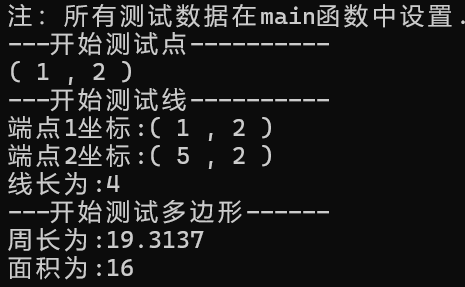 注: 所有测试数据在main函数中设置.
---开始测试点----------
( 1 , 2 )
---开始测试线----------
端点1坐标:( 1 , 2 )
端点2坐标:( 5 , 2 )
线长为:4
---开始测试多边形------
周长为:19.3137
面积为:16